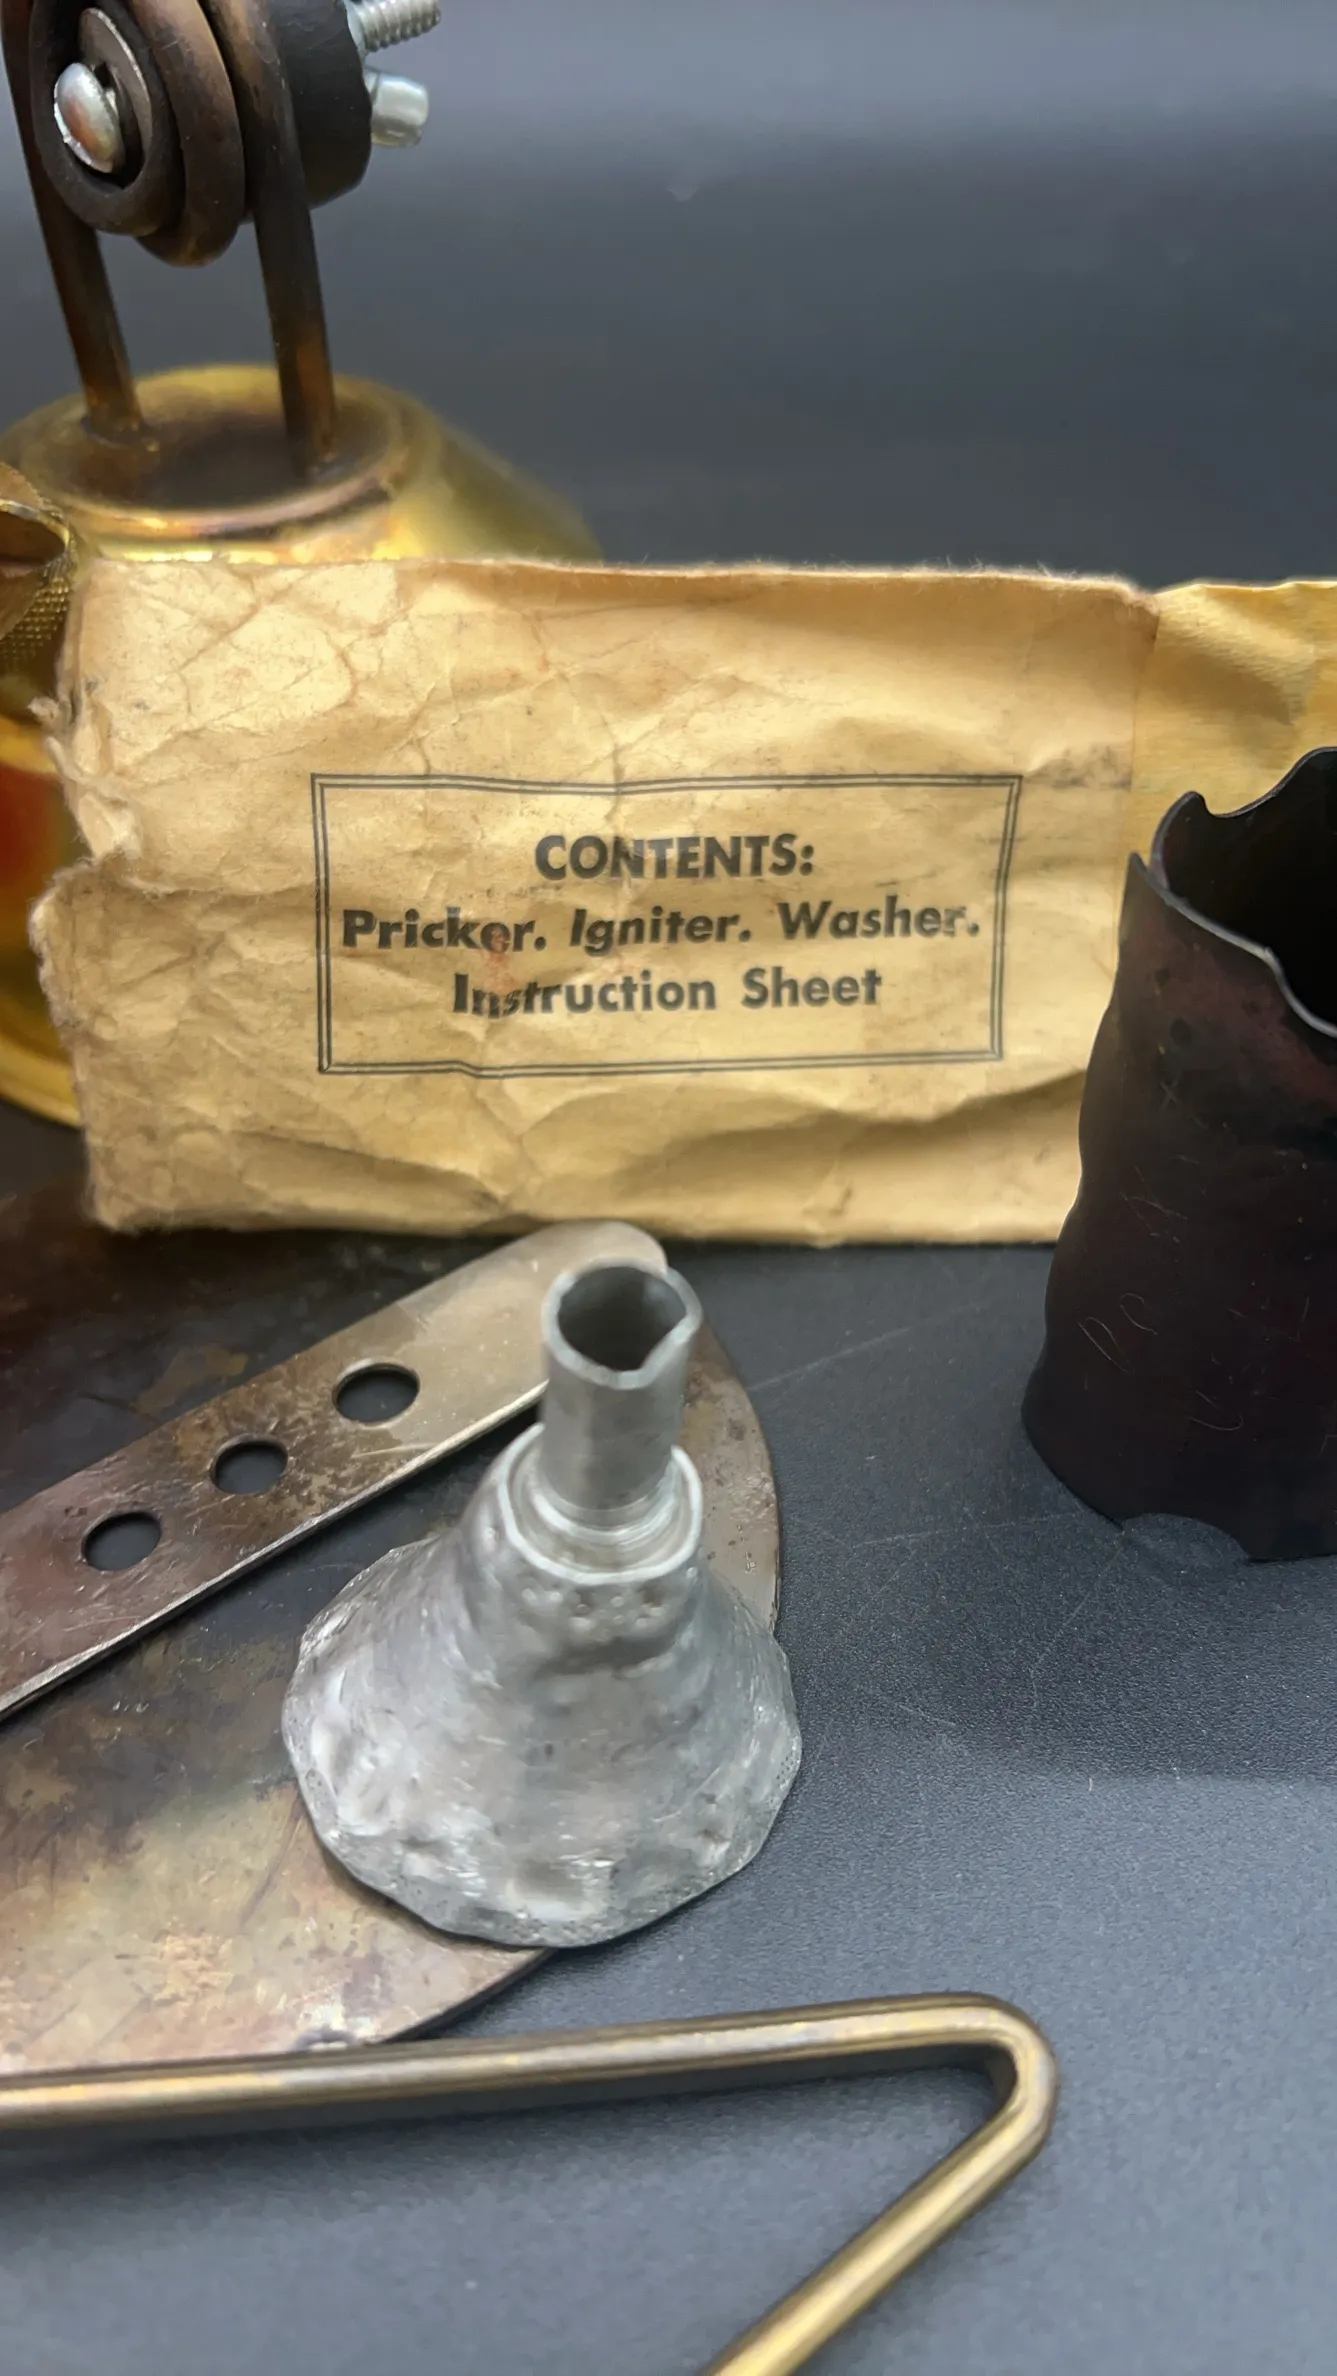 CONTENTS:
Pricker. Igniter. Washer.
Instruction Sheet